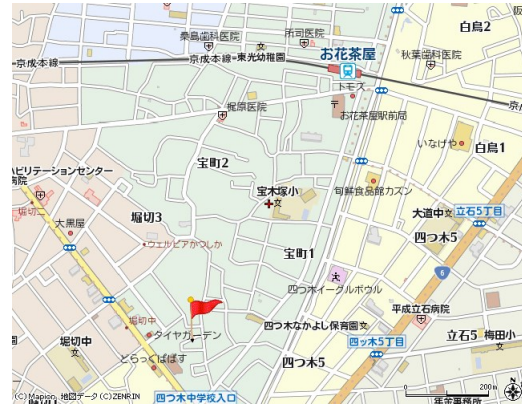 白鳥2
桑島歯科医院
所司医院
お花茶屋
秋葉歯科医院
京成本線
京成本線
東光幼稚園
トモズ
梶原医院
お花茶屋駅前局
いなげや
白鳥1
宝町2
ハビリテーションセンター
病院
宝木塚小
旬鮮食品館カズン
大道中
立石5丁目
堀切3
大黒屋
四つ木5
ウェルピアかつしか
宝町1
6
四つ木イーグルボウル
平成立石病院
堀切中
四つ木なかよし保育園
四ッ木5丁目
立石5
梅田小
堀切中
タイヤガーデン
どらっぐぱぱす
四つ木5
四つ木中学校入口
200m
(C)Mapion, 地図データ(C)ZENRIN